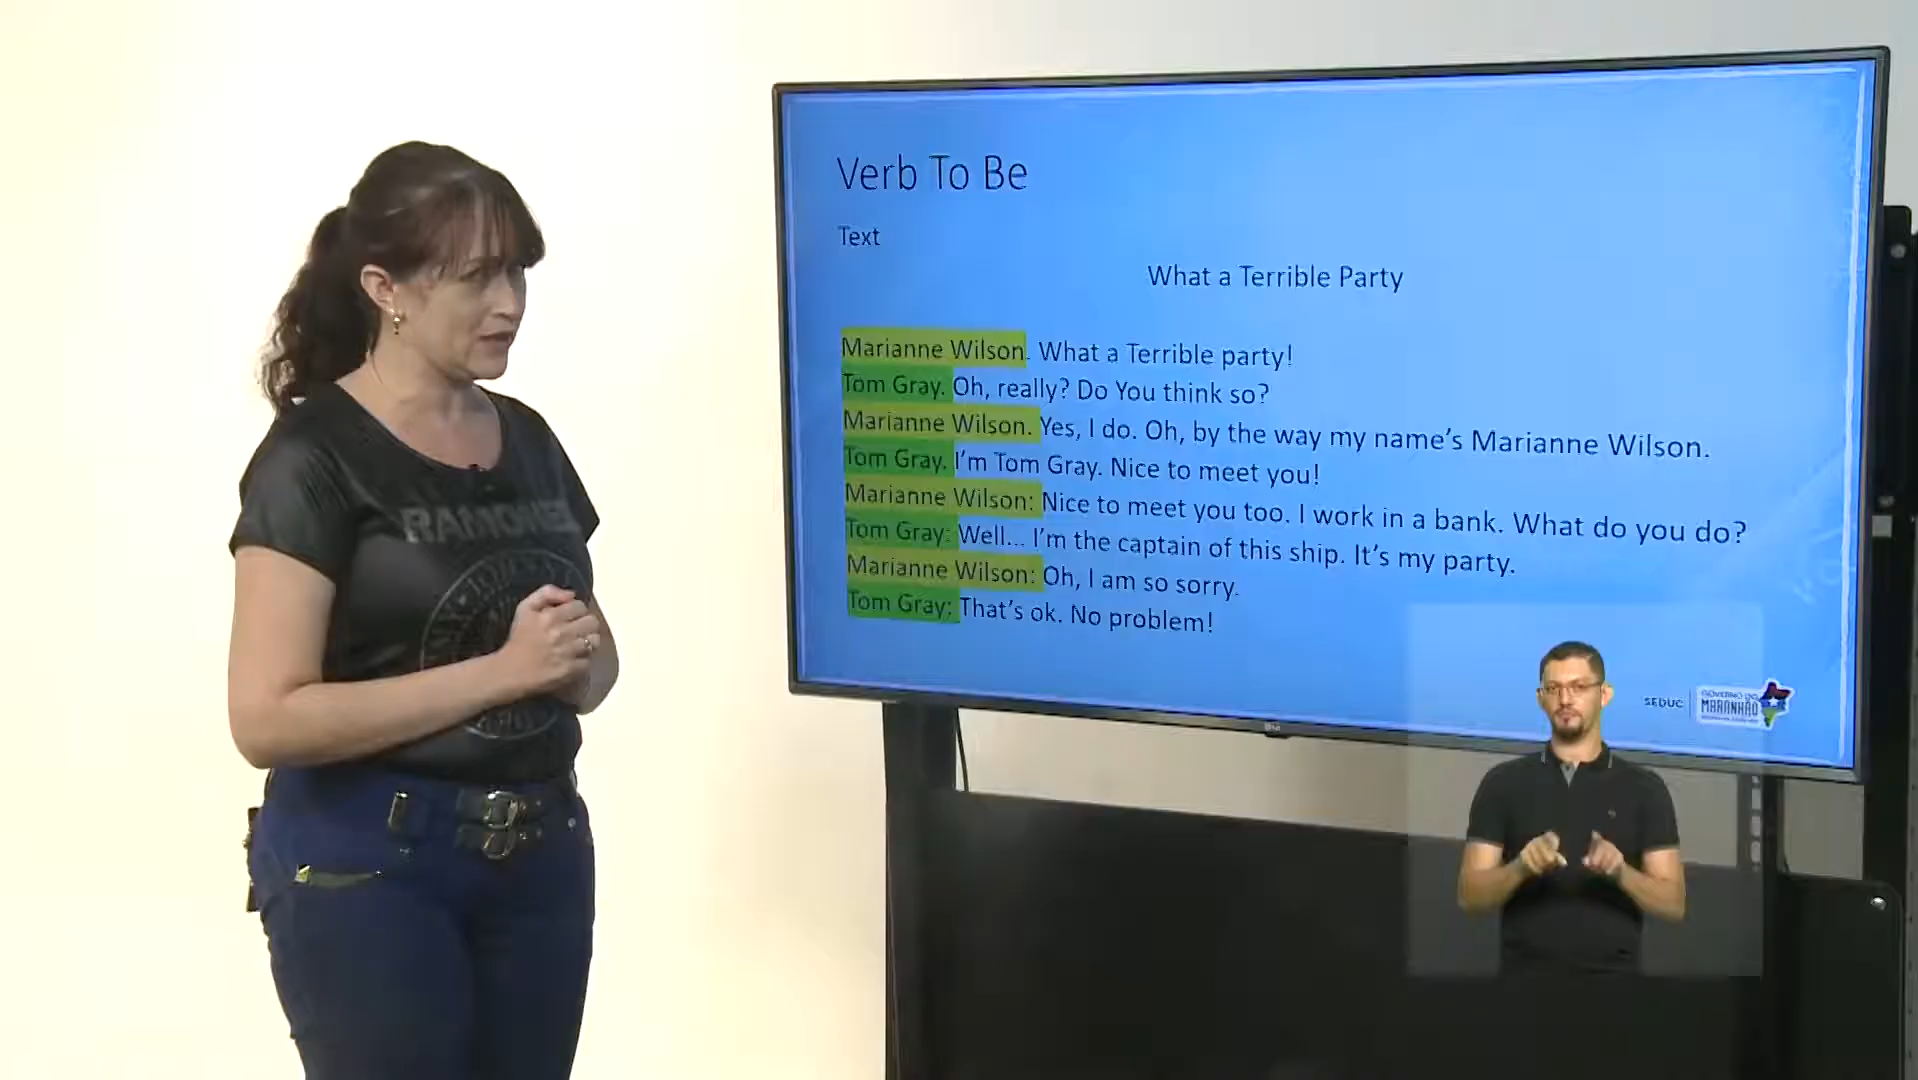 Verb To Be
Text
What a Terrible Party
Marianne Wilson. What a Terrible party!
Tom Gray. Oh, really? Do You think so?
Marianne Wilson. Yes, I do. Oh, by the way my name’s Marianne Wilson.
Tom Gray. I’m Tom Gray. Nice to meet you!
Marianne Wilson: Nice to meet you too. I work in a bank. What do you do?
Tom Gray: Well... I’m the captain of this ship. It’s my party.
Marianne Wilson: Oh, I am so sorry.
Tom Gray: That’s ok. No problem!
SEDUC
GOVERNO DO
MARANHÃO
RAMONES